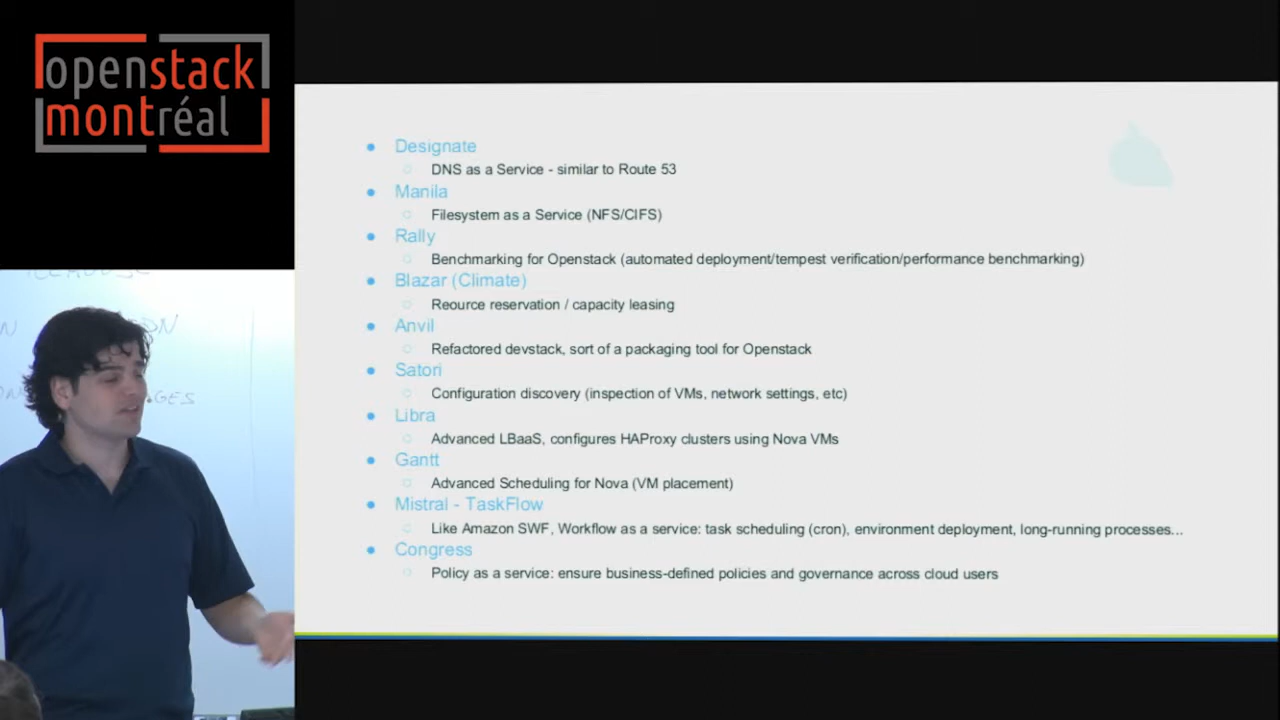 openstack
montréal
Designate
DNS as a Service - similar to Route 53
Manila
Filesystem as a Service (NFS/CIFS)
Rally
Benchmarking for Openstack (automated deployment/tempest verification/performance benchmarking)
Blazar (Climate)
Reource reservation / capacity leasing
Anvil
Refactored devstack, sort of a packaging tool for Openstack
Satori
Configuration discovery (inspection of VMs, network settings, etc)
Libra
Advanced LBaaS, configures HAProxy clusters using Nova VMs
Gantt
Advanced Scheduling for Nova (VM placement)
Mistral - TaskFlow
Like Amazon SWF, Workflow as a service: task scheduling (cron), environment deployment, long-running processes...
Congress
Policy as a service: ensure business-defined policies and governance across cloud users